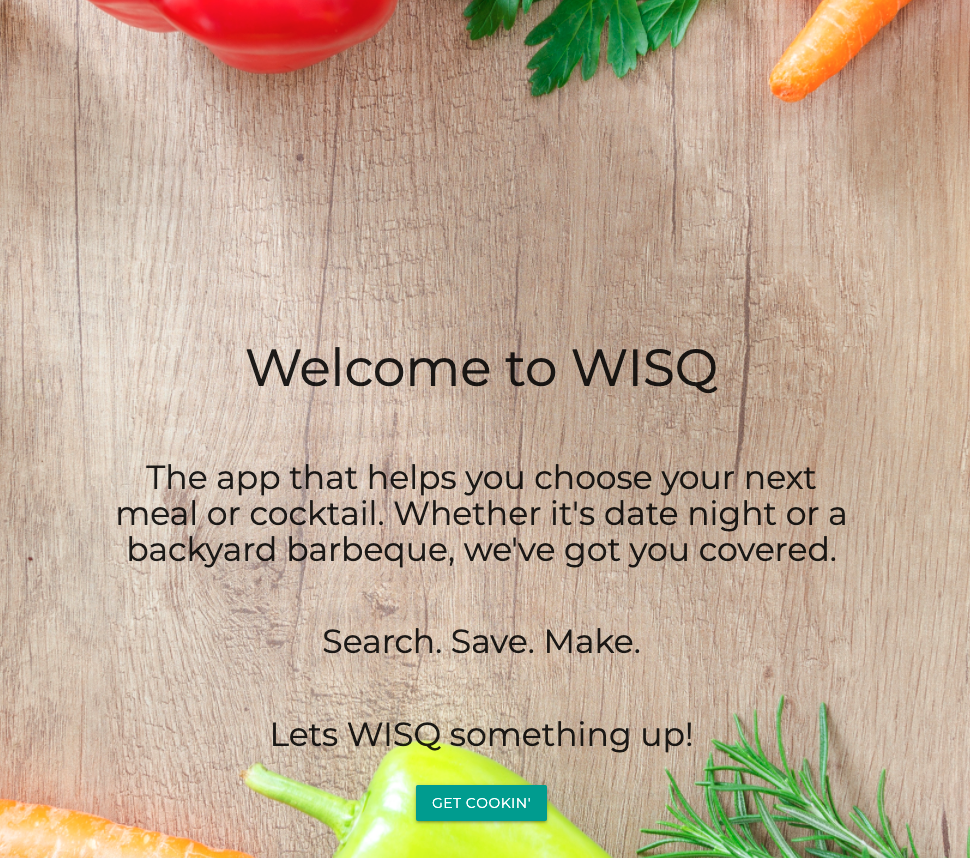 Welcome to WISQ
The app that helps you choose your next
meal or cocktail. Whether it's date night or a
backyard barbeque, we've got you covered.
Search. Save. Make.
Lets WISQ something up!
GET COOKIN'